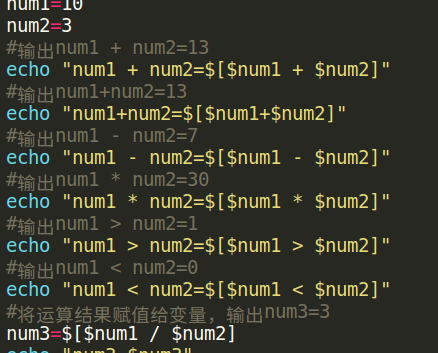 num1=10
num2=3
#输出num1 + num2=13
echo "num1 + num2=$[$num1 + $num2]"
#输出num1+num2=13
echo "num1+num2=$[$num1+$num2]"
#输出num1 - num2=7
echo "num1 - num2=$[$num1 - $num2]"
#输出num1 * num2=30
echo "num1 * num2=$[$num1 * $num2]"
#输出num1 > num2=1
echo "num1 > num2=$[$num1 > $num2]"
#输出num1 < num2=0
echo "num1 < num2=$[$num1 < $num2]"
#将运算结果赋值给变量，输出num3=3
num3=$[$num1 / $num2]
echo "num3 $num3"